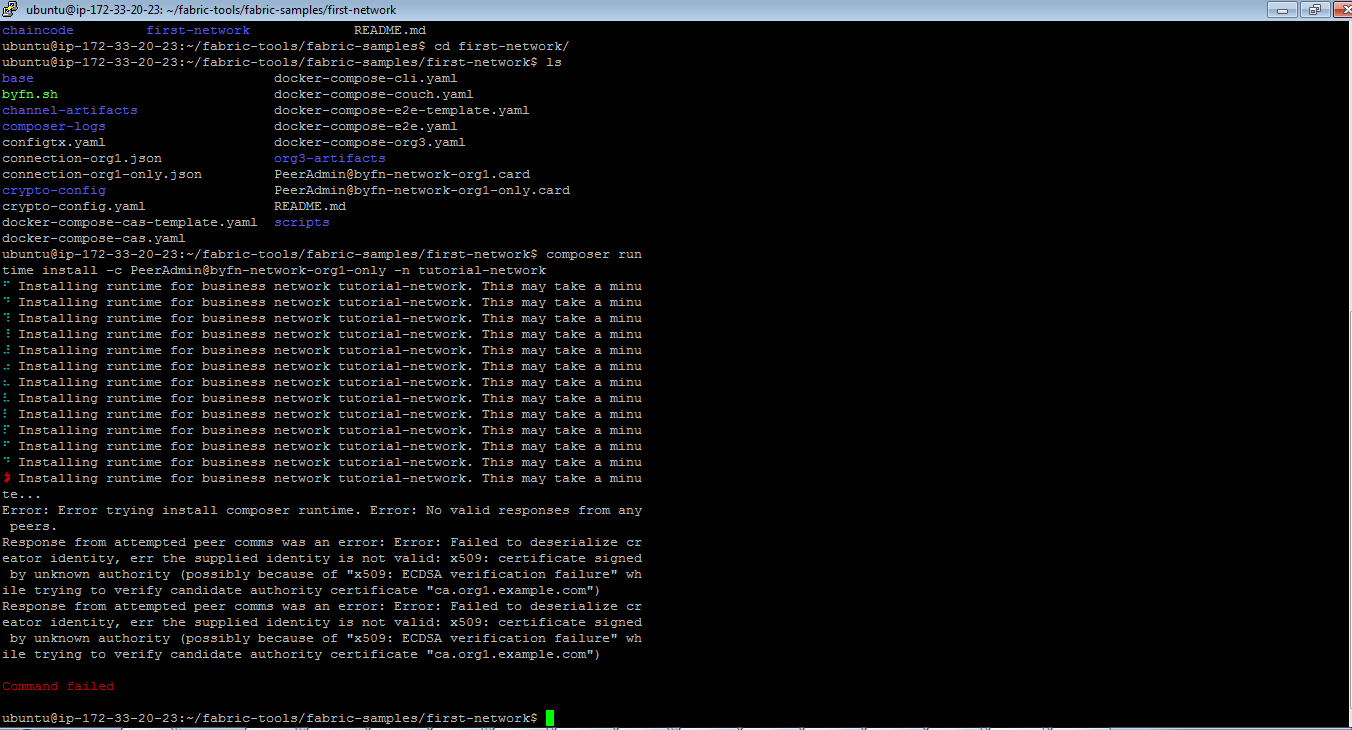 ubuntu@ip-172-33-20-23: ~/fabric-tools/fabric-samples/first-network
chaincode         first-network             README.md
ubuntu@ip-172-33-20-23:~/fabric-tools/fabric-samples$ cd first-network/
ubuntu@ip-172-33-20-23:~/fabric-tools/fabric-samples/first-network$ ls
base                              docker-compose-cli.yaml
byfn.sh                           docker-compose-couch.yaml
channel-artifacts                 docker-compose-e2e-template.yaml
composer-logs                     docker-compose-e2e.yaml
configtx.yaml                     docker-compose-org3.yaml
connection-org1.json              org3-artifacts
connection-org1-only.json         PeerAdmin@byfn-network-org1.card
crypto-config                     PeerAdmin@byfn-network-org1-only.card
crypto-config.yaml                README.md
docker-compose-cas-template.yaml  scripts
docker-compose-cas.yaml
ubuntu@ip-172-33-20-23:~/fabric-tools/fabric-samples/first-network$ composer run
time install -c PeerAdmin@byfn-network-org1-only -n tutorial-network
Installing runtime for business network tutorial-network. This may take a minu
Installing runtime for business network tutorial-network. This may take a minu
Installing runtime for business network tutorial-network. This may take a minu
Installing runtime for business network tutorial-network. This may take a minu
Installing runtime for business network tutorial-network. This may take a minu
Installing runtime for business network tutorial-network. This may take a minu
Installing runtime for business network tutorial-network. This may take a minu
Installing runtime for business network tutorial-network. This may take a minu
Installing runtime for business network tutorial-network. This may take a minu
Installing runtime for business network tutorial-network. This may take a minu
Installing runtime for business network tutorial-network. This may take a minu
Installing runtime for business network tutorial-network. This may take a minu
Installing runtime for business network tutorial-network. This may take a minu
te...
Error: Error trying install composer runtime. Error: No valid responses from any
 peers.
Response from attempted peer comms was an error: Error: Failed to deserialize cr
eator identity, err the supplied identity is not valid: x509: certificate signed
 by unknown authority (possibly because of "x509: ECDSA verification failure" wh
ile trying to verify candidate authority certificate "ca.org1.example.com")
Response from attempted peer comms was an error: Error: Failed to deserialize cr
eator identity, err the supplied identity is not valid: x509: certificate signed
 by unknown authority (possibly because of "x509: ECDSA verification failure" wh
ile trying to verify candidate authority certificate "ca.org1.example.com")
Command failed
ubuntu@ip-172-33-20-23:~/fabric-tools/fabric-samples/first-network$